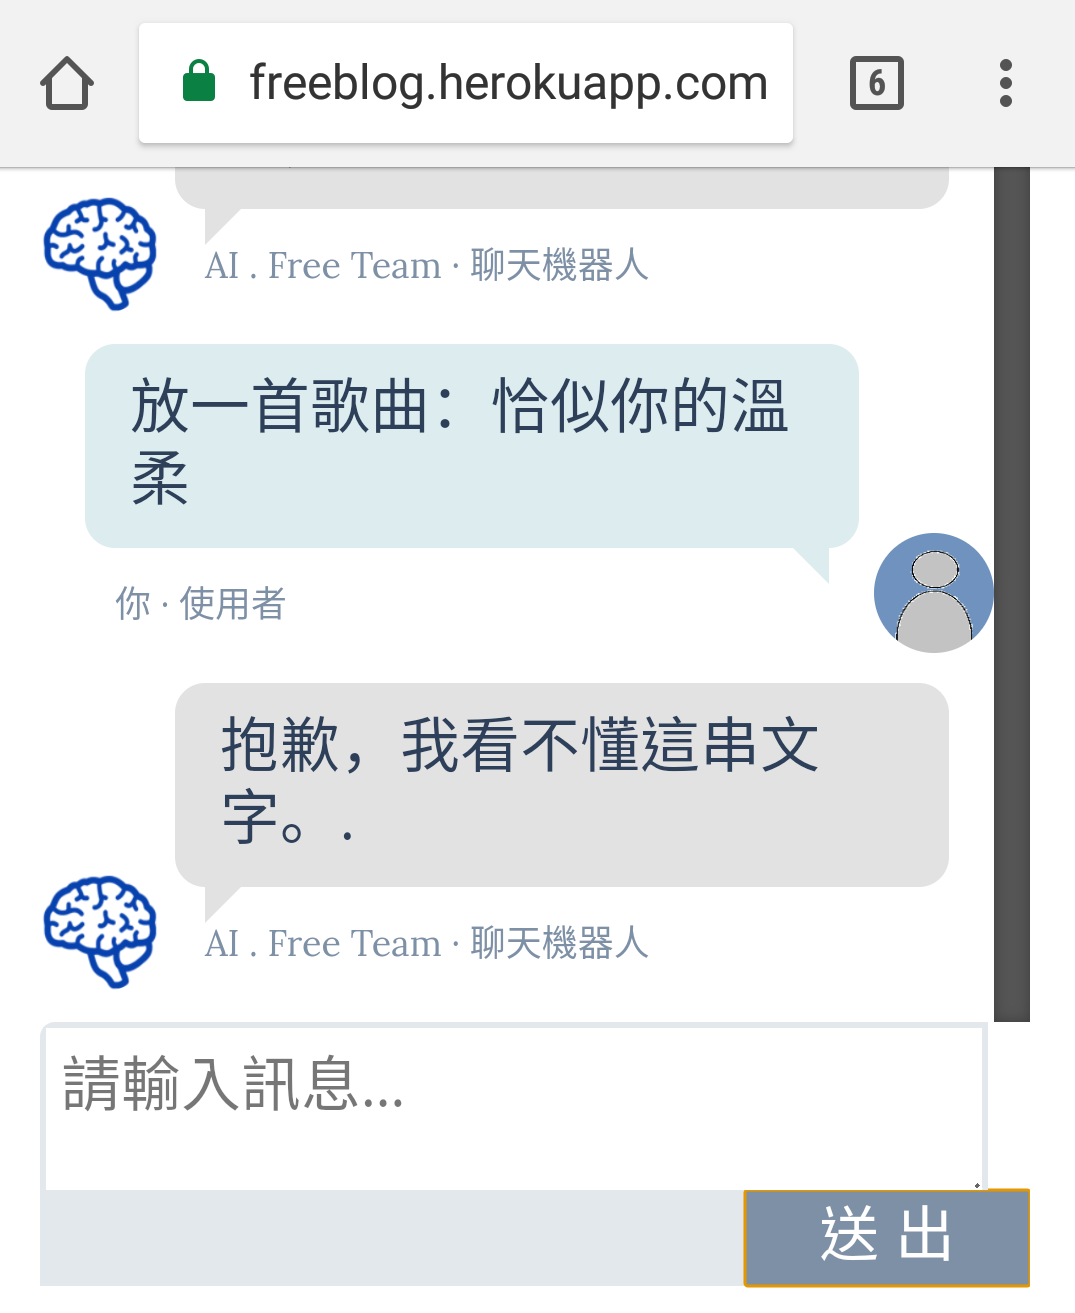 freeblog.herokuapp.com
6
AI . Free Team · 聊天機器人
放一首歌曲：恰似你的溫
柔
你 · 使用者
抱歉，我看不懂這串文
字。.
AI . Free Team · 聊天機器人
請輸入訊息...
送 出